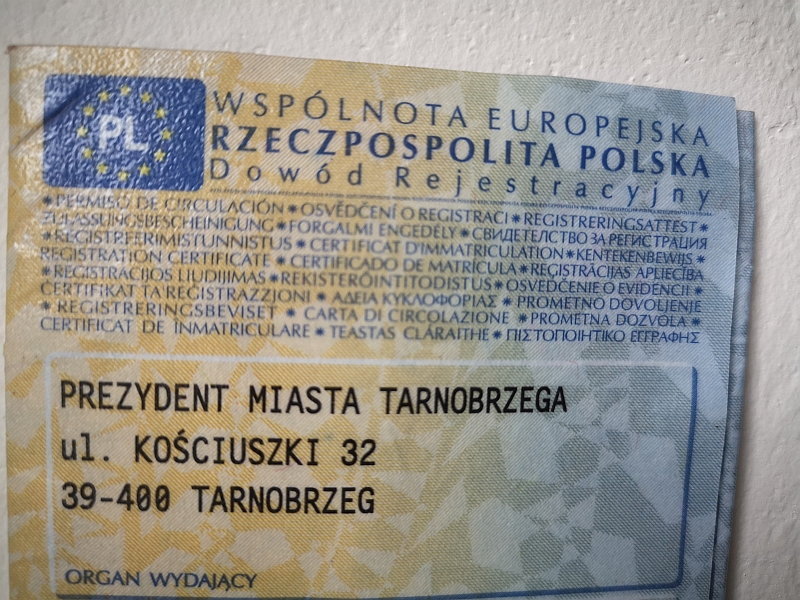 PL
WSPÓLNOTA EUROPEJSKA
RZECZPOSPOLITA POLSKA
Dowód Rejestracyjny
* PERMISO DE CIRCULACIÓN * OSVĚDČENÍ O REGISTRACI * REGISTRERINGSATTEST *
ZULASSUNGSBESCHEINIGUNG * FORGALMI ENGEDÉLY * СВИДЕТЕЛСТВО ЗА РЕГИСТРАЦИЯ
* REGISTREERIMISTUNNISTUS * CERTIFICAT D'IMMATRICULATION * KENTEKENBEWIJS *
REGISTRATION CERTIFICATE * CERTIFICADO DE MATRÍCULA * REĢISTRĀCIJAS APLIECĪBA
* REGISTRACIJOS LIUDIJIMAS * REKISTERÖINTITODISTUS * OSVEDČENIE O EVIDENCII *
ĊERTIFIKAT TA'REĠISTRAZZJONI * ΑΔΕΙΑ ΚΥΚΛΟΦΟΡΙΑΣ * PROMETNO DOVOLJENJE
* REGISTRERINGSBEVISET * CARTA DI CIRCOLAZIONE * PROMETNA DOZVOLA *
CERTIFICAT DE ÎNMATRICULARE * TEASTAS CLÁRAITHE * ΠΙΣΤΟΠΟΙΗΤΙΚΟ ΕΓΓΡΑΦΗΣ
PREZYDENT MIASTA TARNOBRZEGA
ul. KOŚCIUSZKI 32
39-400 TARNOBRZEG
ORGAN WYDAJĄCY